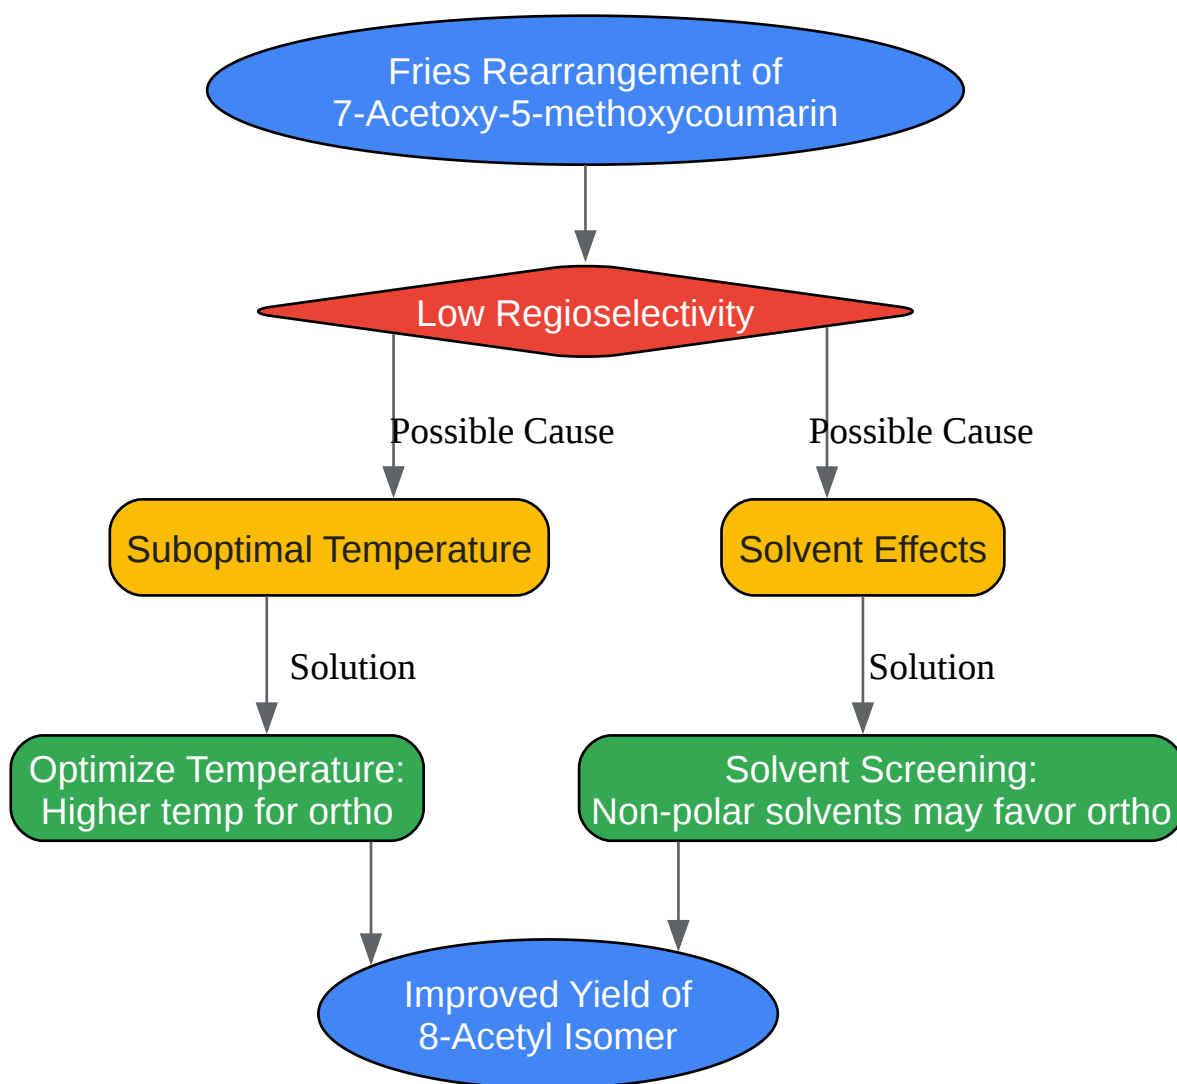 Fries Rearrangement of
7-Acetoxy-5-methoxycoumarin
Low Regioselectivity
Possible Cause
Possible Cause
Suboptimal Temperature
Solvent Effects
Solution
Solution
Optimize Temperature:
Higher temp for ortho
Solvent Screening:
Non-polar solvents may favor ortho
Improved Yield of
8-Acetyl Isomer